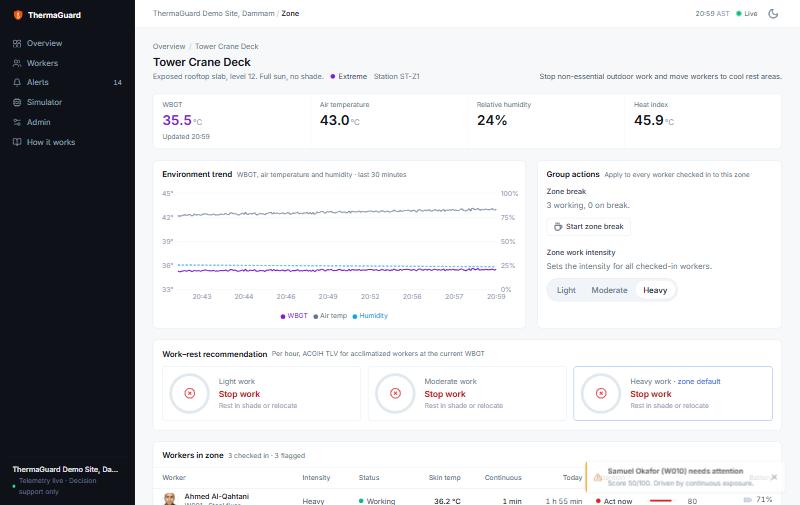 ThermaGuard
Overview
Workers
Alerts 14
Simulator
Admin
How it works
ThermaGuard Demo Site, Da...
Telemetry live · Decision
support only
ThermaGuard Demo Site, Dammam / Zone
20:59 AST Live
Overview / Tower Crane Deck
Tower Crane Deck
Exposed rooftop slab, level 12. Full sun, no shade. Extreme Station ST-Z1
Stop non-essential outdoor work and move workers to cool rest areas.
WBGT
35.5 °C
Updated 20:59
Air temperature
43.0 °C
Relative humidity
24%
Heat index
45.9 °C
Environment trend WBGT, air temperature and humidity · last 30 minutes
45° 100%
42° 75%
39° 50%
36° 25%
33° 0%
20:43 20:44 20:46 20:49 20:52 20:56 20:57 20:59
WBGT Air temp Humidity
Group actions Apply to every worker checked in to this zone
Zone break
3 working, 0 on break.
Start zone break
Zone work intensity
Sets the intensity for all checked-in workers.
Light Moderate Heavy
Work–rest recommendation Per hour, ACGIH TLV for acclimatized workers at the current WBGT
Light work
Stop work
Rest in shade or relocate
Moderate work
Stop work
Rest in shade or relocate
Heavy work · zone default
Stop work
Rest in shade or relocate
Workers in zone 3 checked in · 3 flagged
Worker Intensity Status Skin temp Continuous Today
Samuel Okafor (W010) needs attention
Score 50/100. Driven by continuous exposure.
Ahmed Al-Qahtani Heavy Working 36.2 °C 1 min 1 h 55 min Act now 80 71%